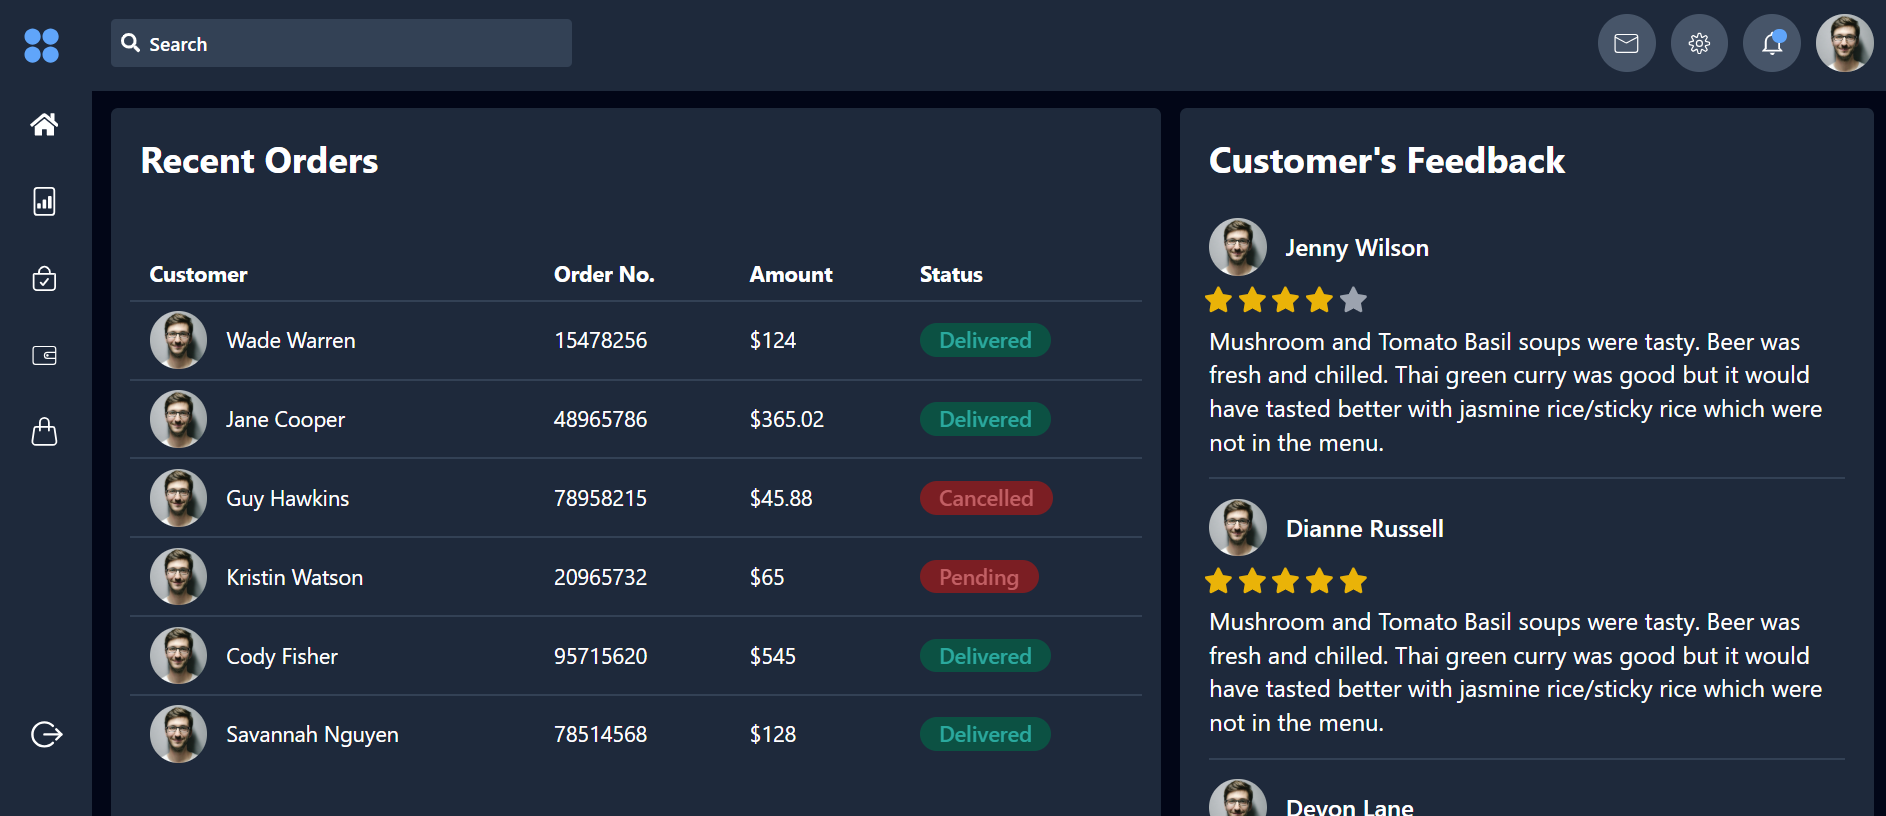 Search
Recent Orders
Customer Order No. Amount Status
Wade Warren 15478256 $124 Delivered
Jane Cooper 48965786 $365.02 Delivered
Guy Hawkins 78958215 $45.88 Cancelled
Kristin Watson 20965732 $65 Pending
Cody Fisher 95715620 $545 Delivered
Savannah Nguyen 78514568 $128 Delivered
Customer's Feedback
Jenny Wilson
Mushroom and Tomato Basil soups were tasty. Beer was
fresh and chilled. Thai green curry was good but it would
have tasted better with jasmine rice/sticky rice which were
not in the menu.
Dianne Russell
Mushroom and Tomato Basil soups were tasty. Beer was
fresh and chilled. Thai green curry was good but it would
have tasted better with jasmine rice/sticky rice which were
not in the menu.
Devon Lane